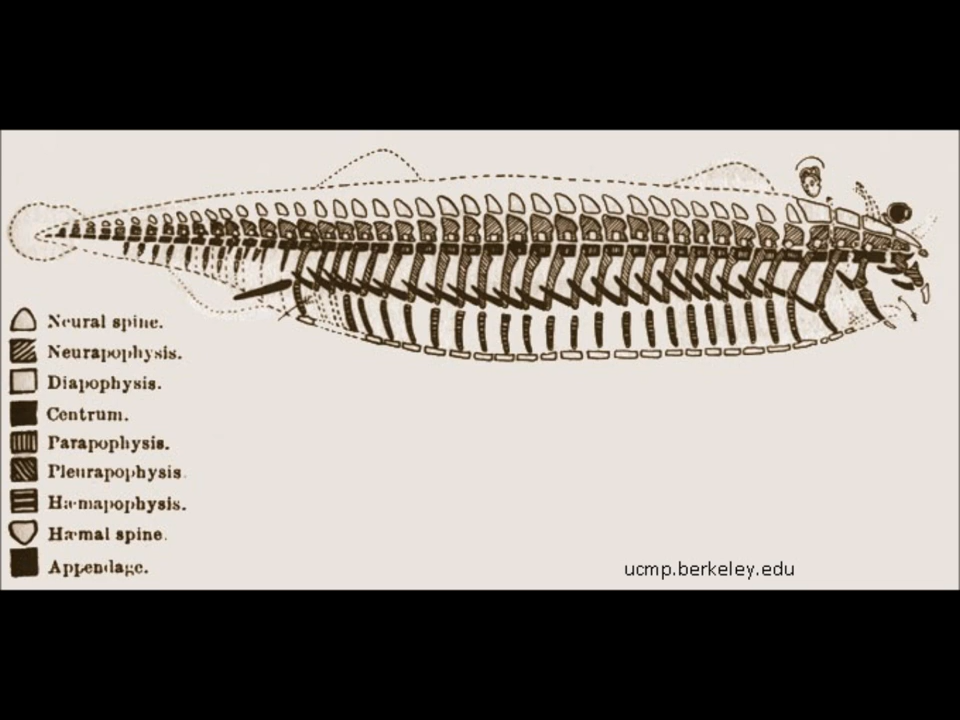 Neural spine.
Neurapophysis.
Diapophysis.
Centrum.
Parapophysis.
Pleurapophysis.
Hæmapophysis.
Hæmal spine.
Appendage.
ucmp.berkeley.edu